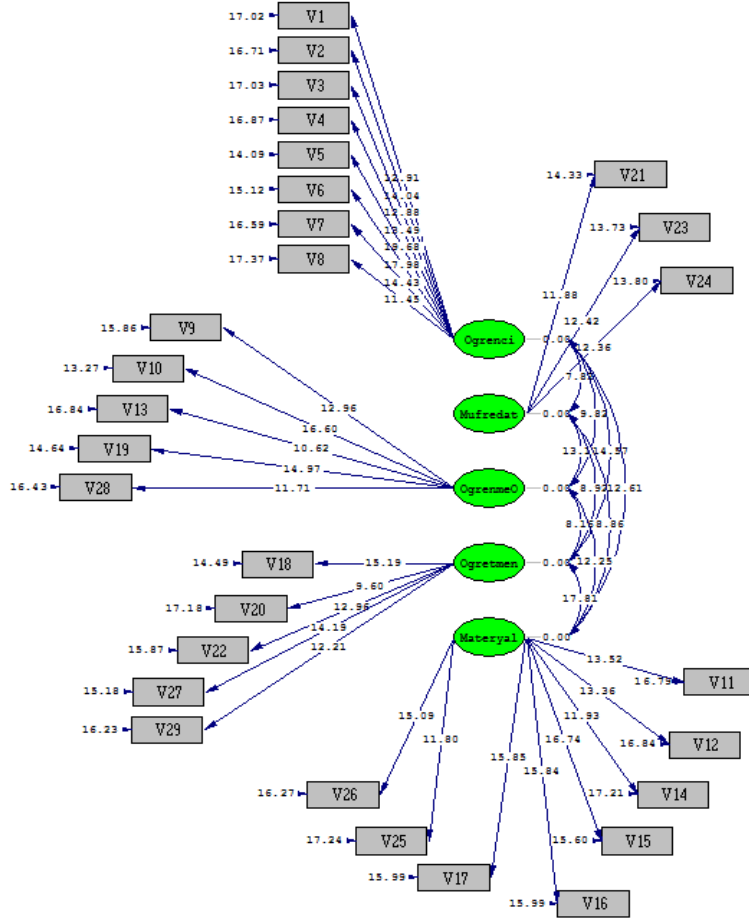 17.02 V1
16.71 V2
17.03 V3
16.87 V4
14.09 V5
15.12 V6
16.59 V7
17.37 V8
12.91
14.04
12.88
13.49
19.68
17.98
14.43
11.45
14.33 V21
13.73 V23
13.80 V24
11.88
12.42
12.36
Ogrenci 0.00
Mufredat 0.00
OgrenmeO 0.00
Ogretmen 0.00
Materyal 0.00
9.82
14.57
12.61
8.86
12.25
17.81
15.86 V9
13.27 V10
16.84 V13
14.64 V19
16.43 V28
12.96
16.60
10.62
14.97
11.71
14.49 V18
17.18 V20
15.87 V22
15.18 V27
16.23 V29
15.19
9.60
12.96
14.19
12.21
13.52
13.36
11.93
16.74
15.84
15.85
15.09
11.80
V11
16.84 V12
17.21 V14
15.60 V15
15.99 V16
15.99 V17
17.24 V25
16.27 V26